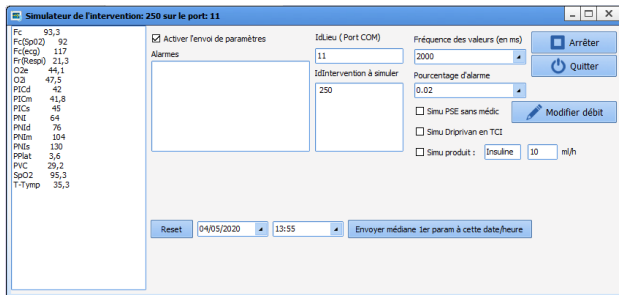 Simulateur de l'intervention: 250 sur le port: 11
Fc 93,3
Fc(Sp02) 92
Fc(ecg) 117
Fr(Respi) 21,3
O2e 44,1
O2i 47,5
PICd 42
PICm 41,8
PICs 45
PNI 64
PNId 76
PNIm 104
PNIs 130
PPlat 3,6
PVC 29,2
SpO2 95,3
T-Tymp 35,3
Activer l'envoi de paramètres
Alarmes
IdLieu ( Port COM)
11
IdIntervention à simuler
250
Fréquence des valeurs (en ms)
2000
Pourcentage d'alarme
0.02
Simu PSE sans médic
Simu Driprivan en TCI
Simu produit : Insuline 10 ml/h
Arrêter
Quitter
Modifier débit
Reset 04/05/2020 13:55 Envoyer médiane 1er param à cette date/heure